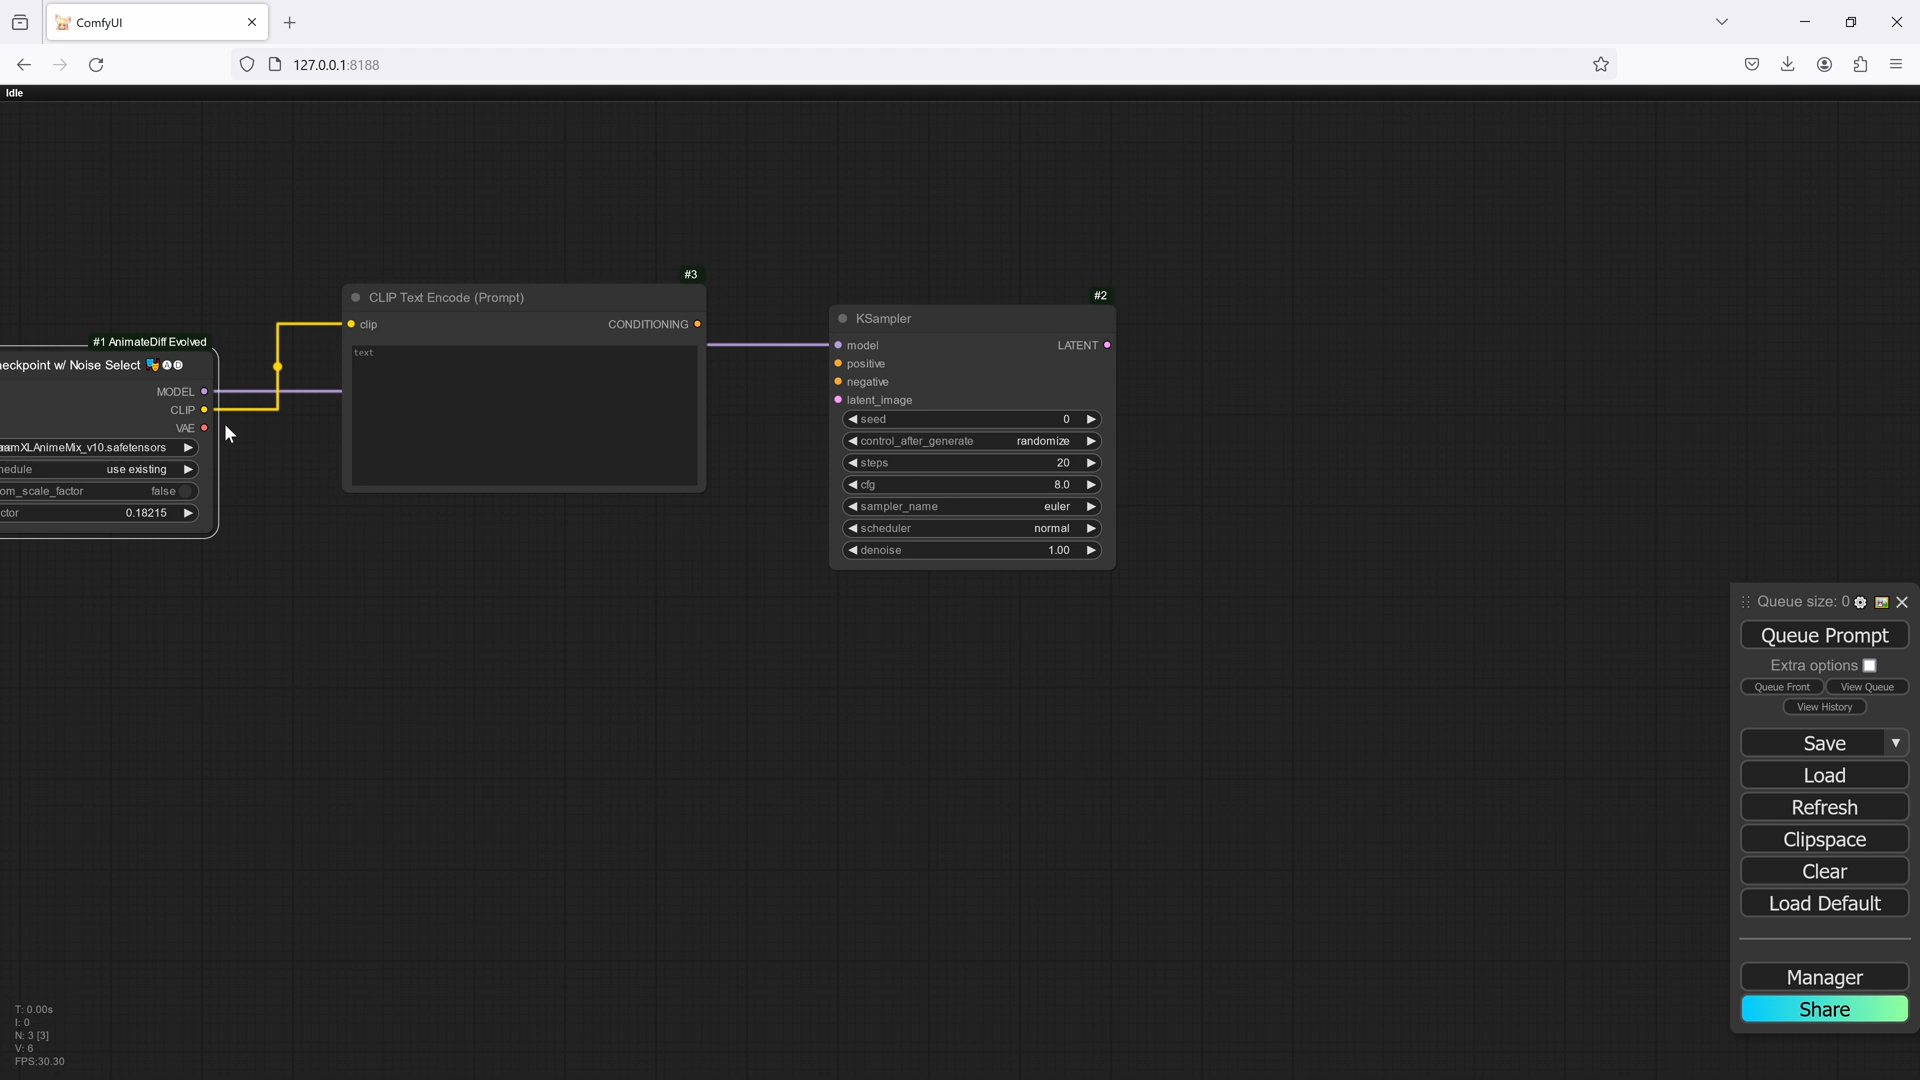 ComfyUI
127.0.0.1:8188
Idle
#3
CLIP Text Encode (Prompt)
clip
CONDITIONING
text
#2
KSampler
model
LATENT
positive
negative
latent_image
seed 0
control_after_generate randomize
steps 20
cfg 8.0
sampler_name euler
scheduler normal
denoise 1.00
#1 AnimateDiff Evolved
eckpoint w/ Noise Select
MODEL
CLIP
VAE
amXLAnimeMix_v10.safetensors
hedule use existing
om_scale_factor false
ctor 0.18215
Queue size: 0
Queue Prompt
Extra options
Queue Front View Queue
View History
Save
Load
Refresh
Clipspace
Clear
Load Default
Manager
Share
T: 0.00s
I: 0
N: 3 [3]
V: 6
FPS:30.30